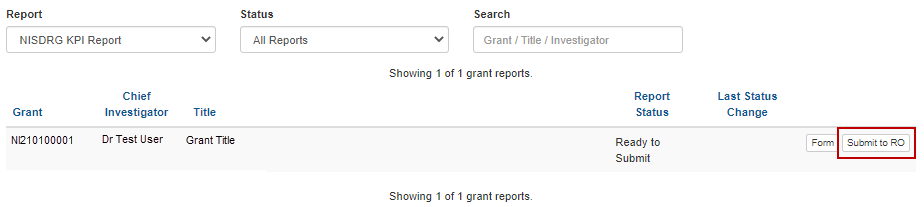 Report Status Search
NISDRG KPI Report All Reports Grant / Title / Investigator
Showing 1 of 1 grant reports.
Chief Report Last Status
Grant Investigator Title Status Change
NI210100001 Dr Test User Grant Title Ready to Form Submit to RO
Submit
Showing 1 of 1 grant reports.